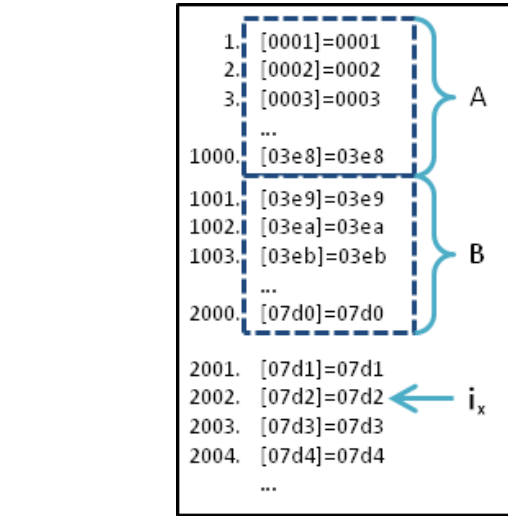 1. [0001]=0001
2. [0002]=0002
3. [0003]=0003
A
...
1000. [03e8]=03e8
1001. [03e9]=03e9
1002. [03ea]=03ea
1003. [03eb]=03eb
B
...
2000. [07d0]=07d0
2001. [07d1]=07d1
2002. [07d2]=07d2
ix
2003. [07d3]=07d3
2004. [07d4]=07d4
...